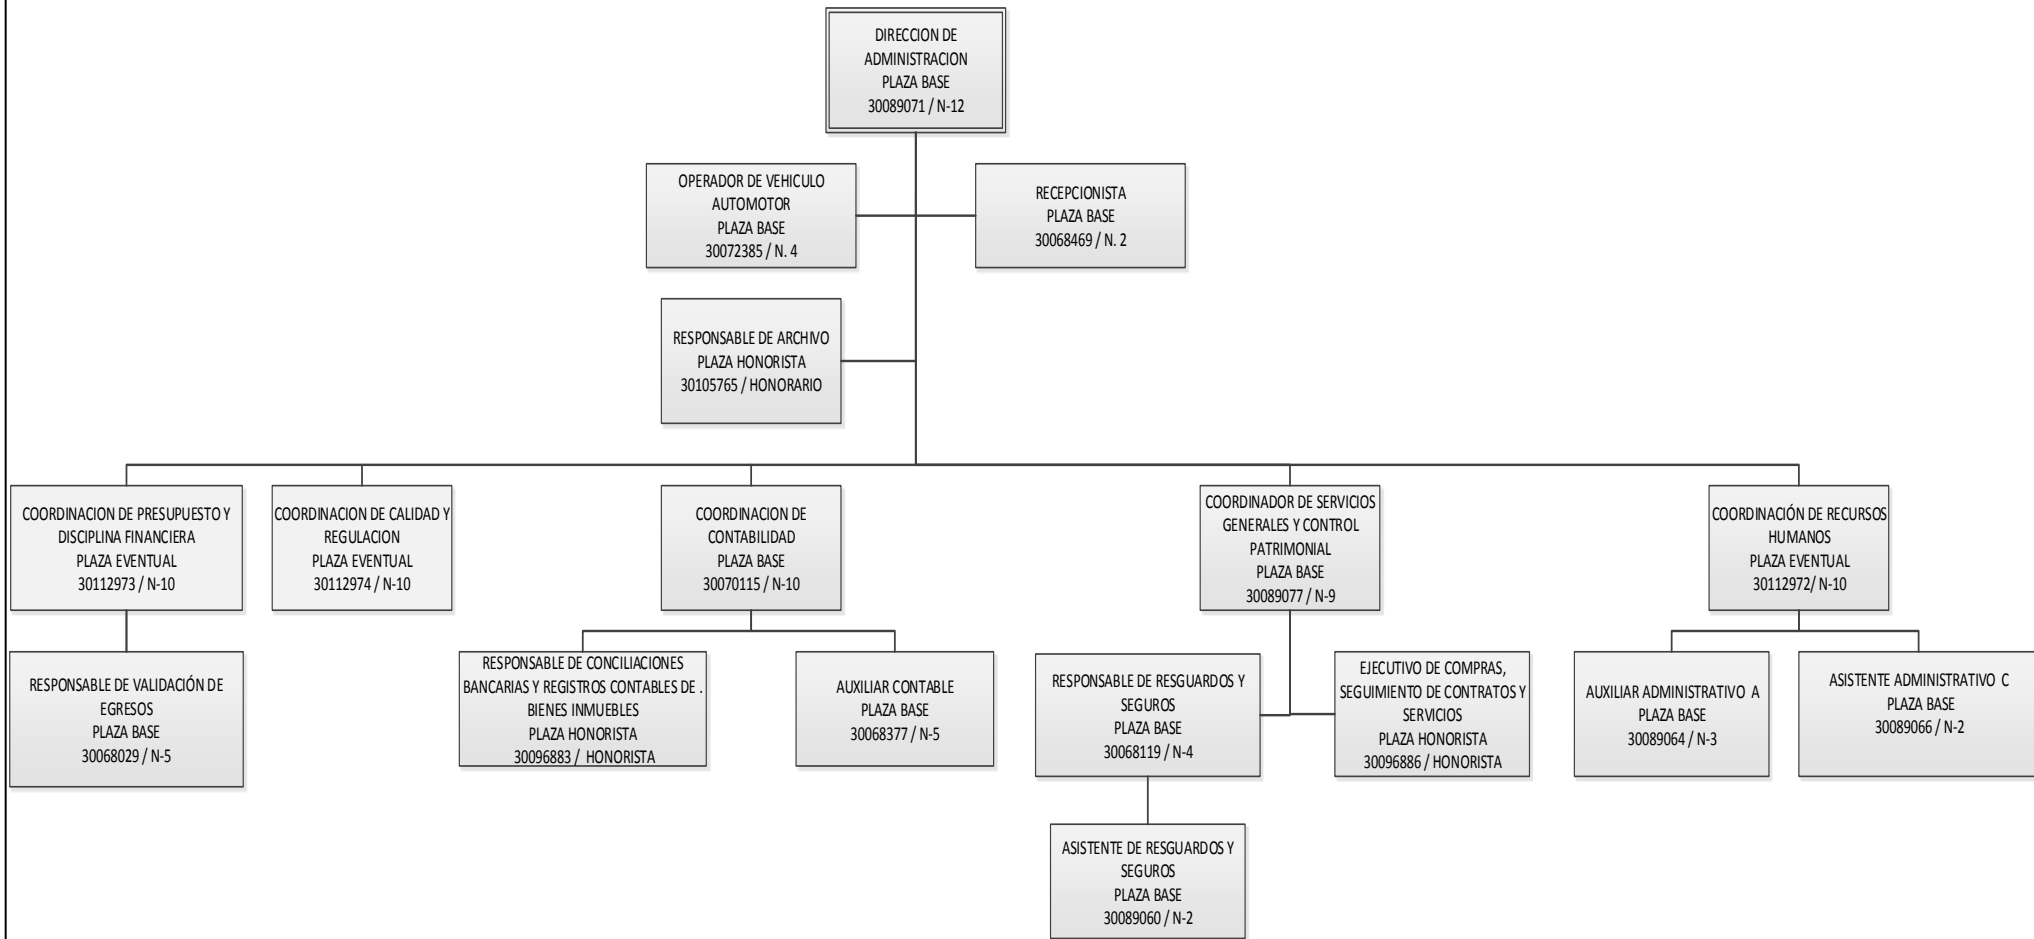 DIRECCION DE
ADMINISTRACION
PLAZA BASE
30089071 / N-12
OPERADOR DE VEHICULO
AUTOMOTOR
PLAZA BASE
30072385 / N. 4
RECEPCIONISTA
PLAZA BASE
30068469 / N. 2
RESPONSABLE DE ARCHIVO
PLAZA HONORISTA
30105765 / HONORARIO
COORDINACION DE PRESUPUESTO Y
DISCIPLINA FINANCIERA
PLAZA EVENTUAL
30112973 / N-10
COORDINACION DE CALIDAD Y
REGULACION
PLAZA EVENTUAL
30112974 / N-10
COORDINACION DE
CONTABILIDAD
PLAZA BASE
30070115 / N-10
COORDINADOR DE SERVICIOS
GENERALES Y CONTROL
PATRIMONIAL
PLAZA BASE
30089077 / N-9
COORDINACIÓN DE RECURSOS
HUMANOS
PLAZA EVENTUAL
30112972/ N-10
RESPONSABLE DE VALIDACIÓN DE
EGRESOS
PLAZA BASE
30068029 / N-5
RESPONSABLE DE CONCILIACIONES
BANCARIAS Y REGISTROS CONTABLES DE .
BIENES INMUEBLES
PLAZA HONORISTA
30096883 / HONORISTA
AUXILIAR CONTABLE
PLAZA BASE
30068377 / N-5
RESPONSABLE DE RESGUARDOS Y
SEGUROS
PLAZA BASE
30068119 / N-4
EJECUTIVO DE COMPRAS,
SEGUIMIENTO DE CONTRATOS Y
SERVICIOS
PLAZA HONORISTA
30096886 / HONORISTA
AUXILIAR ADMINISTRATIVO A
PLAZA BASE
30089064 / N-3
ASISTENTE ADMINISTRATIVO C
PLAZA BASE
30089066 / N-2
ASISTENTE DE RESGUARDOS Y
SEGUROS
PLAZA BASE
30089060 / N-2